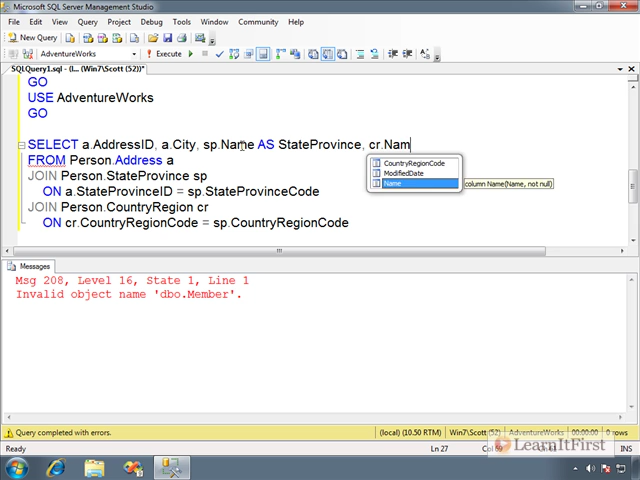 Microsoft SQL Server Management Studio
File Edit View Query Project Debug Tools Window Community Help
New Query
AdventureWorks Execute
SQLQuery1.sql - (l... (Win7\Scott (52))*
GO
USE AdventureWorks
GO
SELECT a.AddressID, a.City, sp.Name AS StateProvince, cr.Nam
FROM Person.Address a
JOIN Person.StateProvince sp
ON a.StateProvinceID = sp.StateProvinceCode
JOIN Person.CountryRegion cr
ON cr.CountryRegionCode = sp.CountryRegionCode
CountryRegionCode
ModifiedDate
Name
column Name(Name, not null)
Messages
Msg 208, Level 16, State 1, Line 1
Invalid object name 'dbo.Member'.
Query completed with errors. (local) (10.50 RTM) Win7\Scott (52) AdventureWorks 00:00:00 0 rows
Ln 27 INS
LearnItFirst